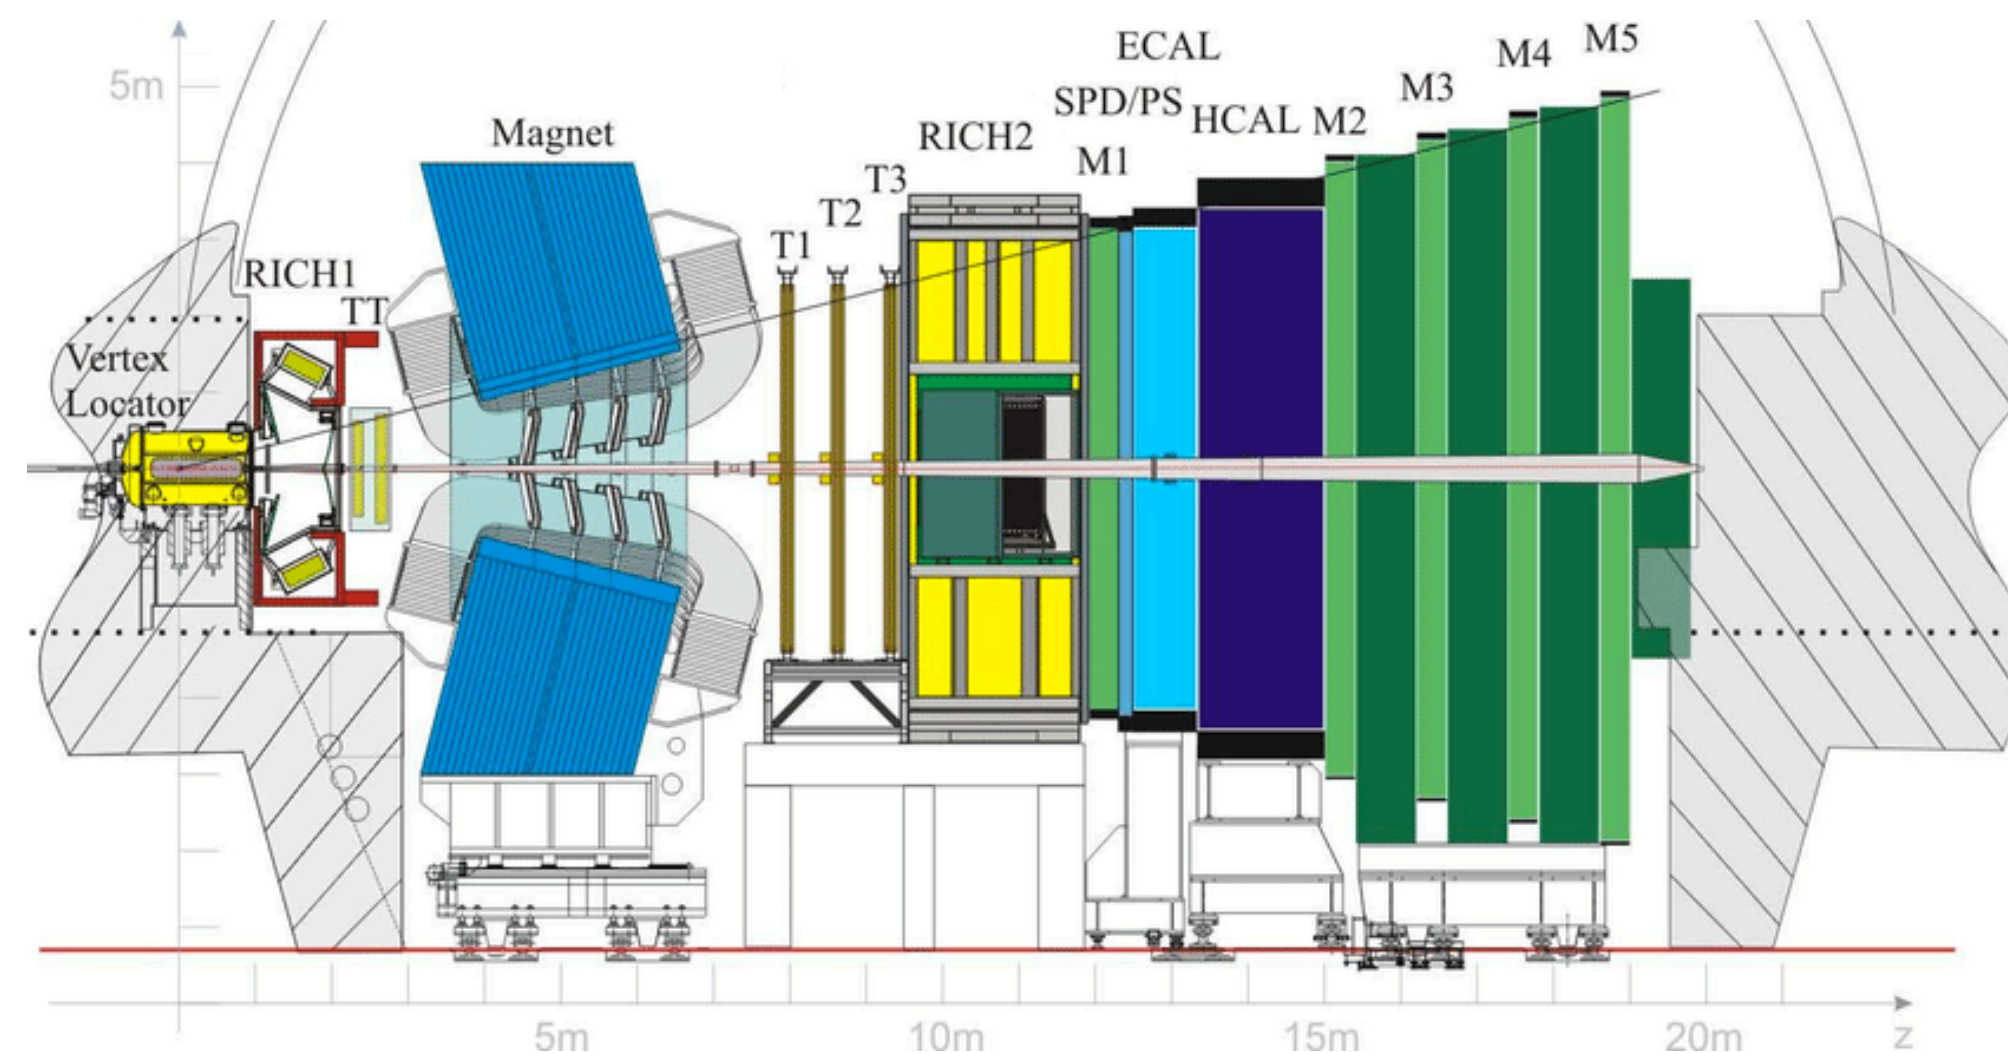 ECAL
M5
M4
5m
M3
SPD/PS
HCAL
M2
Magnet
RICH2
M1
T3
T2
T1
RICH1
TT
Vertex
Locator
5m
10m
15m
20m
z